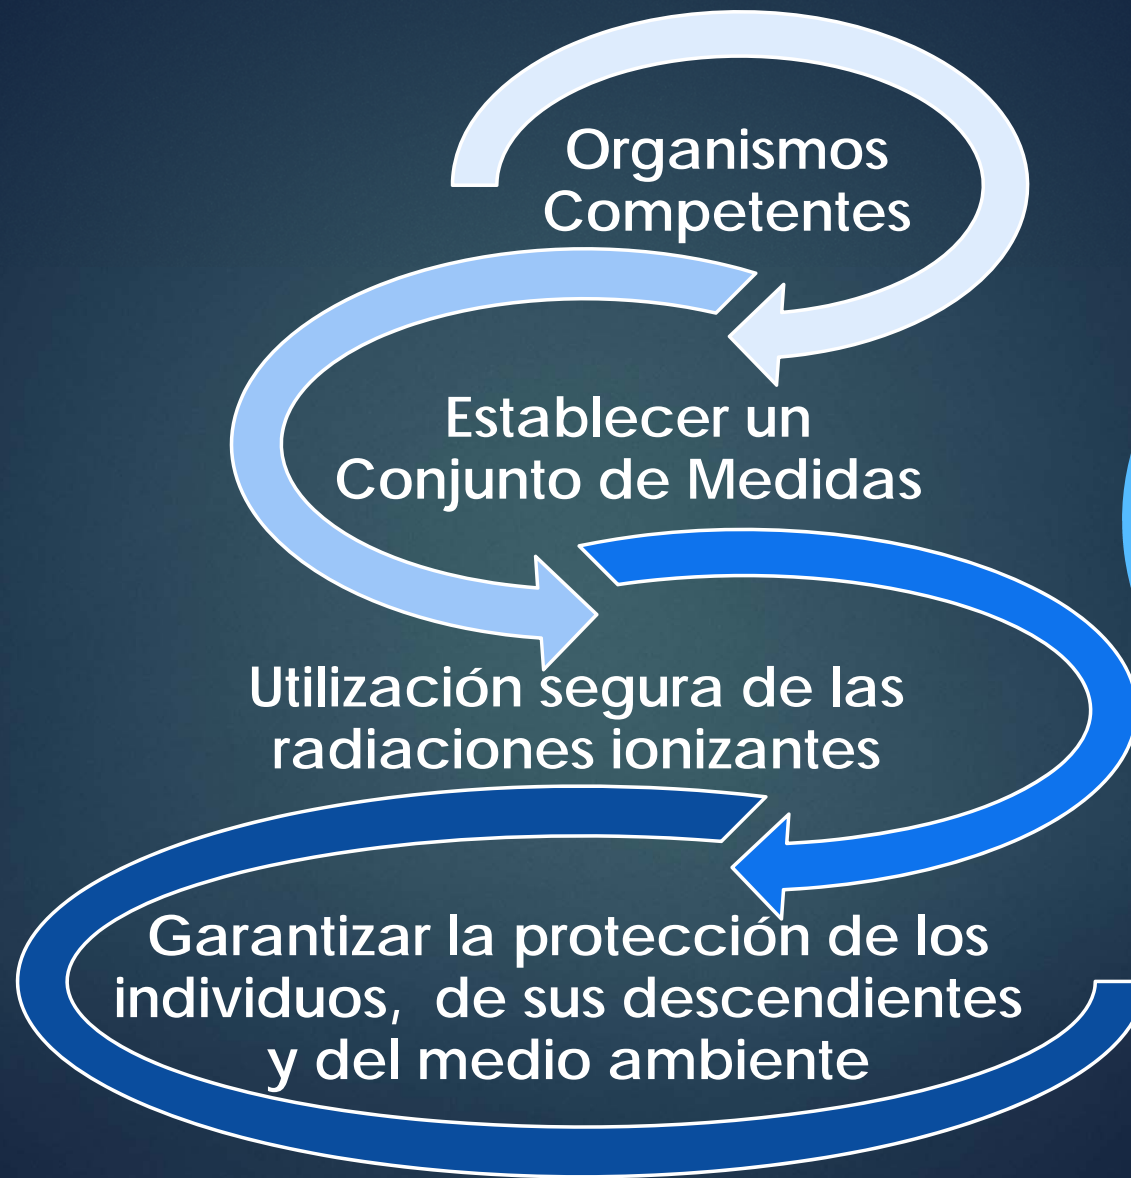 Organismos
Competentes
Establecer un
Conjunto de Medidas
Utilización segura de las
radiaciones ionizantes
Garantizar la protección de los
individuos, de sus descendientes
y del medio ambiente